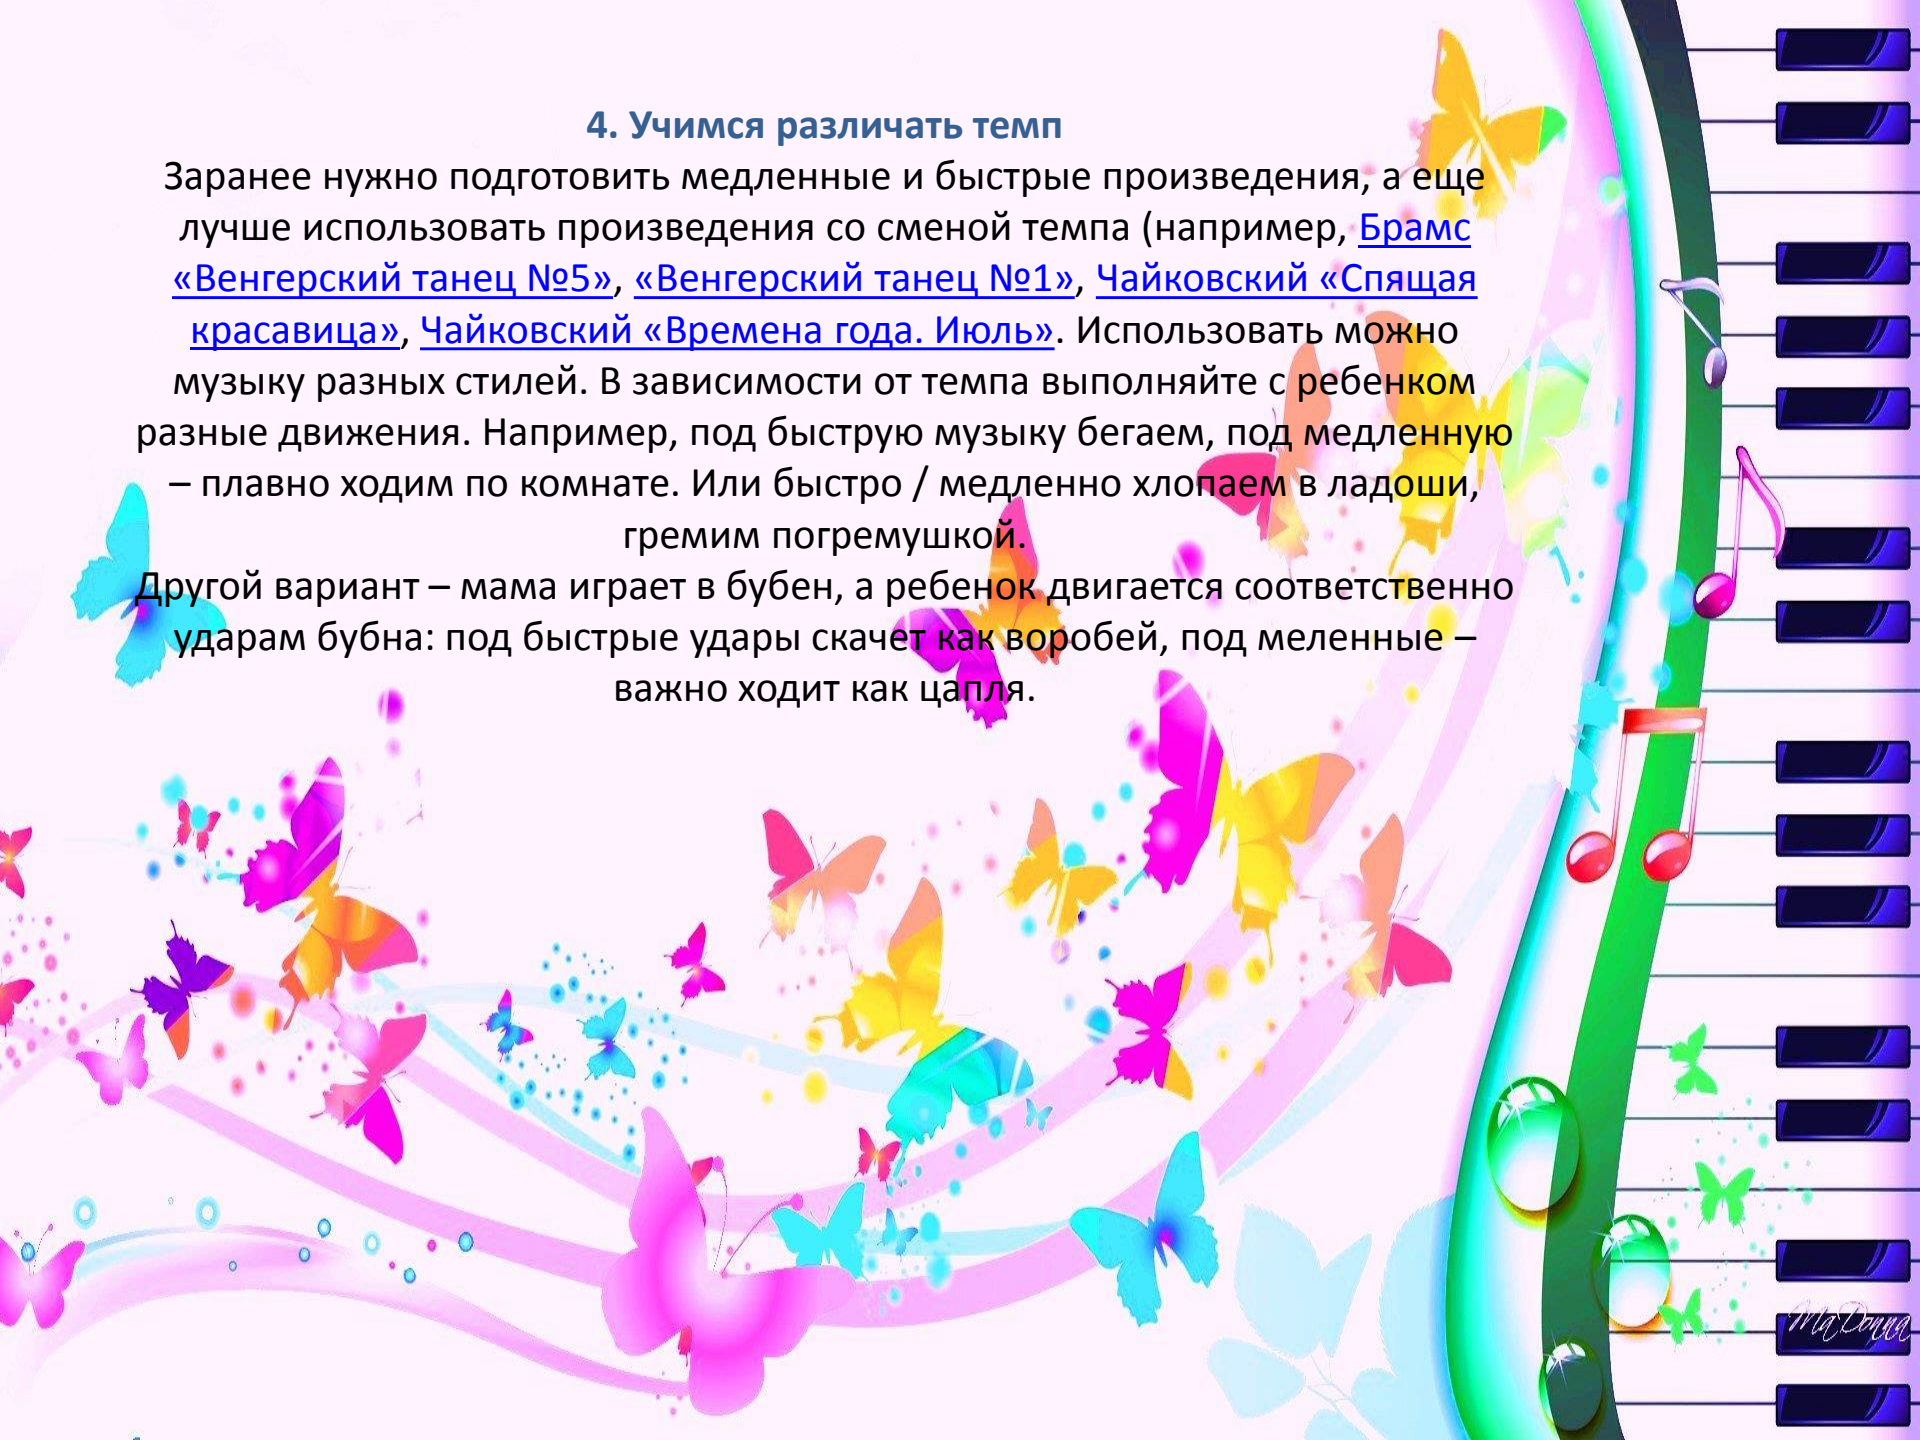 4. Учимся различать темп
Заранее нужно подготовить медленные и быстрые произведения, а еще
лучше использовать произведения со сменой темпа (например, Брамс
«Венгерский танец №5», «Венгерский танец №1», Чайковский «Спящая
красавица», Чайковский «Времена года. Июль». Использовать можно
музыку разных стилей. В зависимости от темпа выполняйте с ребенком
разные движения. Например, под быструю музыку бегаем, под медленную
– плавно ходим по комнате. Или быстро / медленно хлопаем в ладоши,
гремим погремушкой.
Другой вариант – мама играет в бубен, а ребенок двигается соответственно
ударам бубна: под быстрые удары скачет как воробей, под меленные –
важно ходит как цапля.
MaDonna